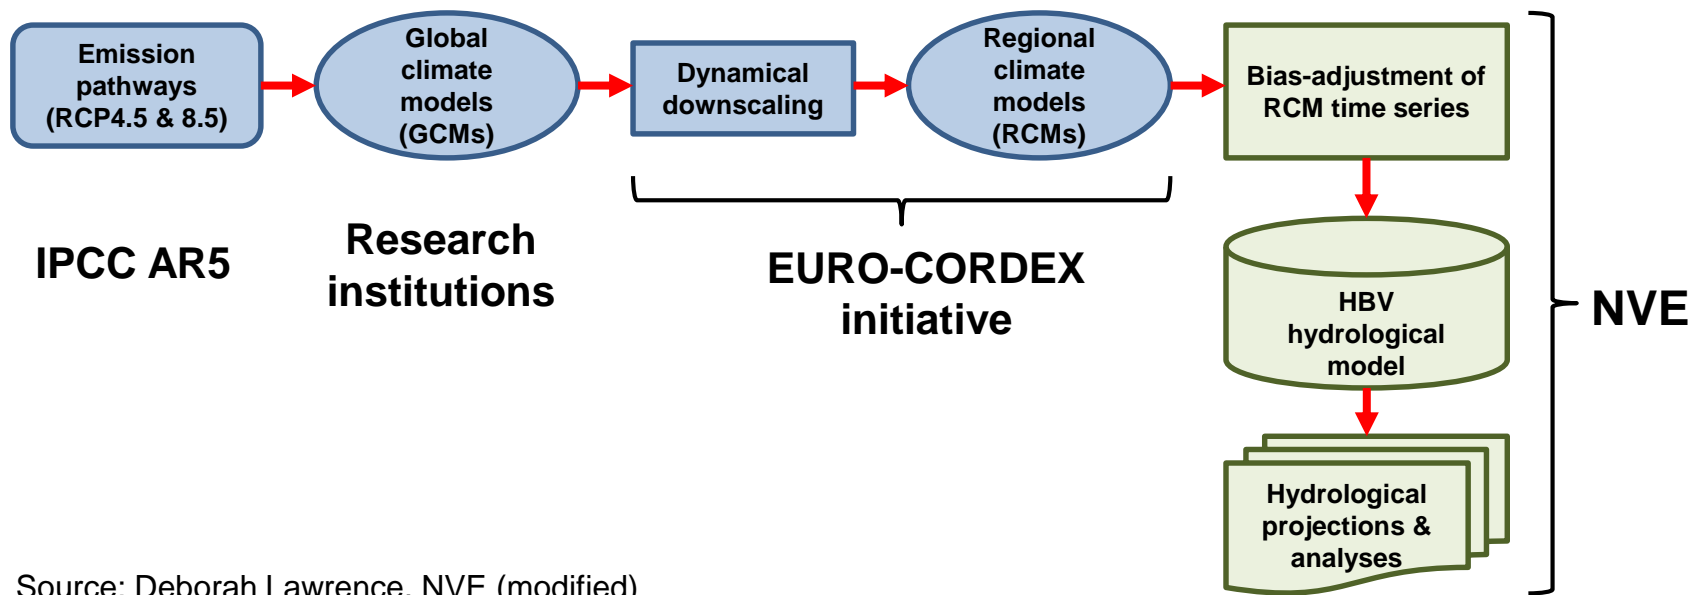 Emission
pathways
(RCP4.5 & 8.5)
Global
climate
models
(GCMs)
Dynamical
downscaling
Regional
climate
models
(RCMs)
Bias-adjustment of
RCM time series
IPCC AR5
Research
institutions
EURO-CORDEX
initiative
HBV
hydrological
model
NVE
Hydrological
projections &
analyses
Source: Deborah Lawrence, NVE (modified)